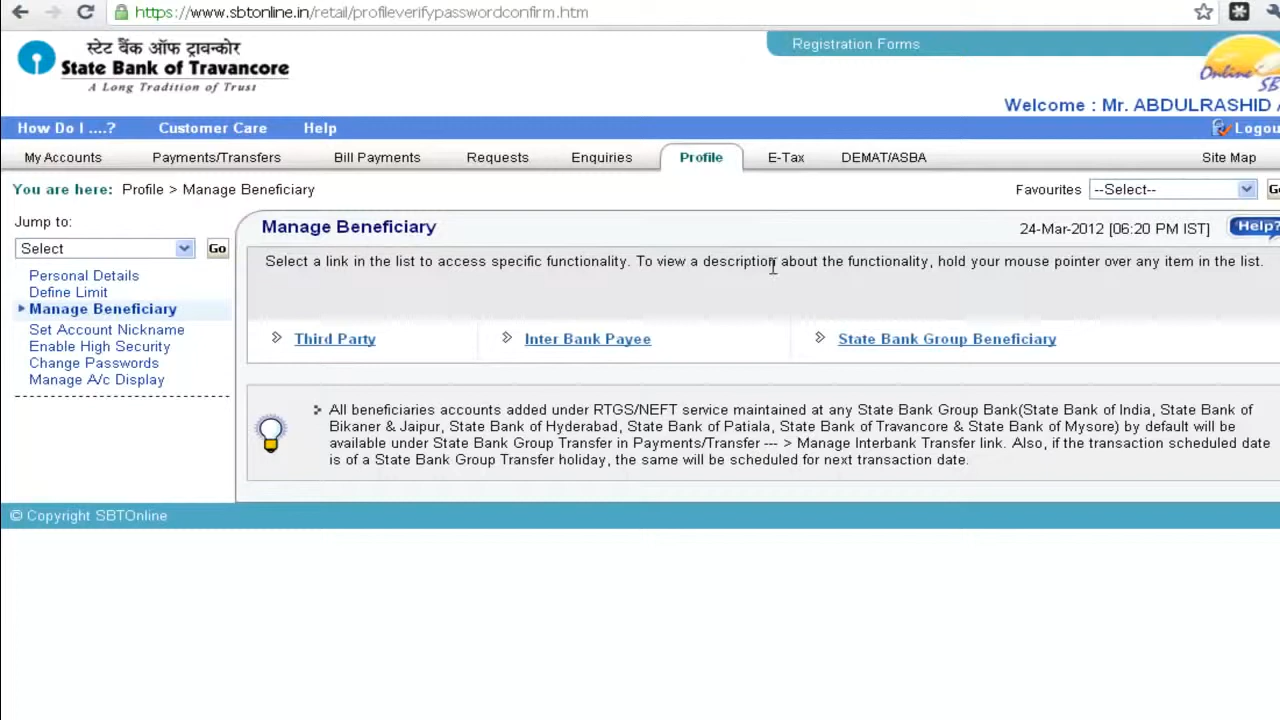 https://www.sbtonline.in/retail/profileverifypasswordconfirm.htm
स्टेट बैंक ऑफ ट्रावन्कोर
State Bank of Travancore
A Long Tradition of Trust
Registration Forms
Online SB
Welcome : Mr. ABDULRASHID A
How Do I ....? Customer Care Help Logou
My Accounts Payments/Transfers Bill Payments Requests Enquiries Profile E-Tax DEMAT/ASBA Site Map
You are here: Profile > Manage Beneficiary Favourites --Select-- Go
Jump to:
Select Go
Personal Details
Define Limit
Manage Beneficiary
Set Account Nickname
Enable High Security
Change Passwords
Manage A/c Display
Manage Beneficiary 24-Mar-2012 [06:20 PM IST] Help?
Select a link in the list to access specific functionality. To view a description about the functionality, hold your mouse pointer over any item in the list.
Third Party Inter Bank Payee State Bank Group Beneficiary
All beneficiaries accounts added under RTGS/NEFT service maintained at any State Bank Group Bank(State Bank of India, State Bank of
Bikaner & Jaipur, State Bank of Hyderabad, State Bank of Patiala, State Bank of Travancore & State Bank of Mysore) by default will be
available under State Bank Group Transfer in Payments/Transfer --- > Manage Interbank Transfer link. Also, if the transaction scheduled date
is of a State Bank Group Transfer holiday, the same will be scheduled for next transaction date.
© Copyright SBTOnline